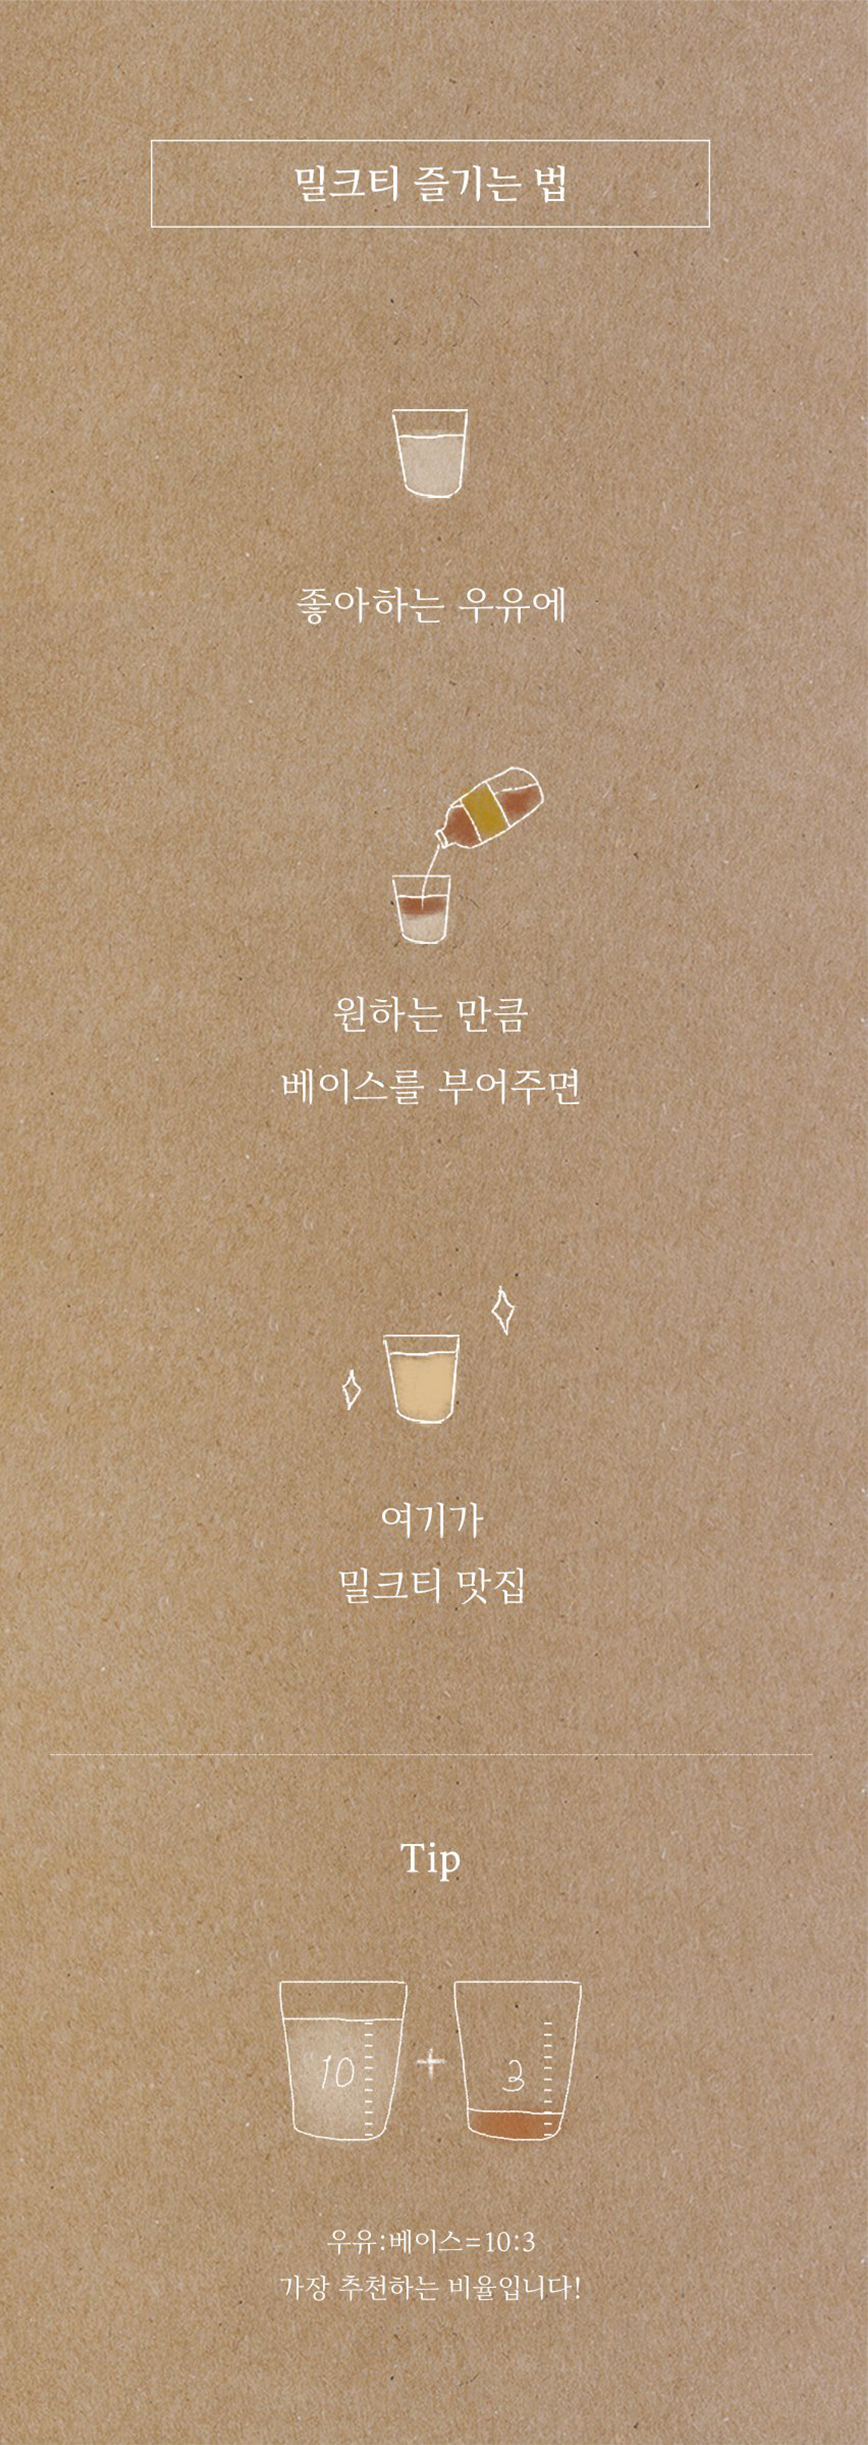 밀크티 즐기는 법
좋아하는 우유에
원하는 만큼
베이스를 부어주면
여기가
밀크티 맛집
Tip
10 + 3
우유:베이스=10:3
가장 추천하는 비율입니다!